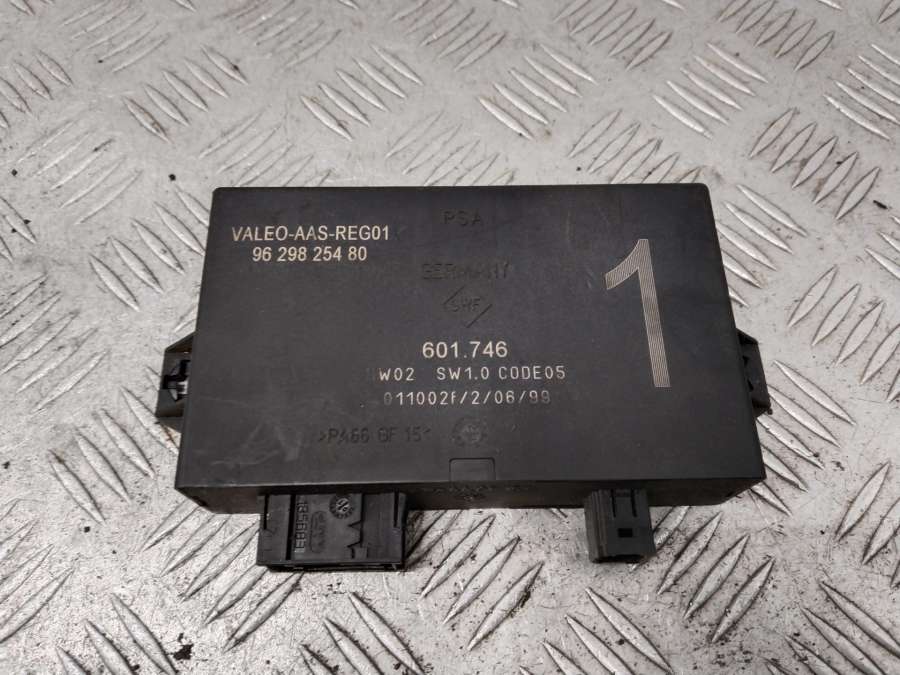 PSA
VALEO-AAS-REG01
96 298 254 80
GERMANY
SWF
1
601.746
W02 SW1.0 CODE05
011002f/2/06/99
>PA66 GF 15<